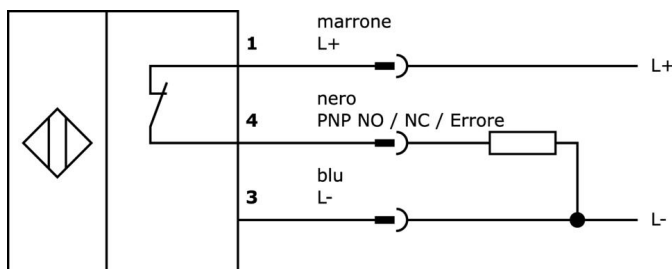 marrone
1 L+ L+
nero
4 PNP NO / NC / Errore
blu
3 L- L-